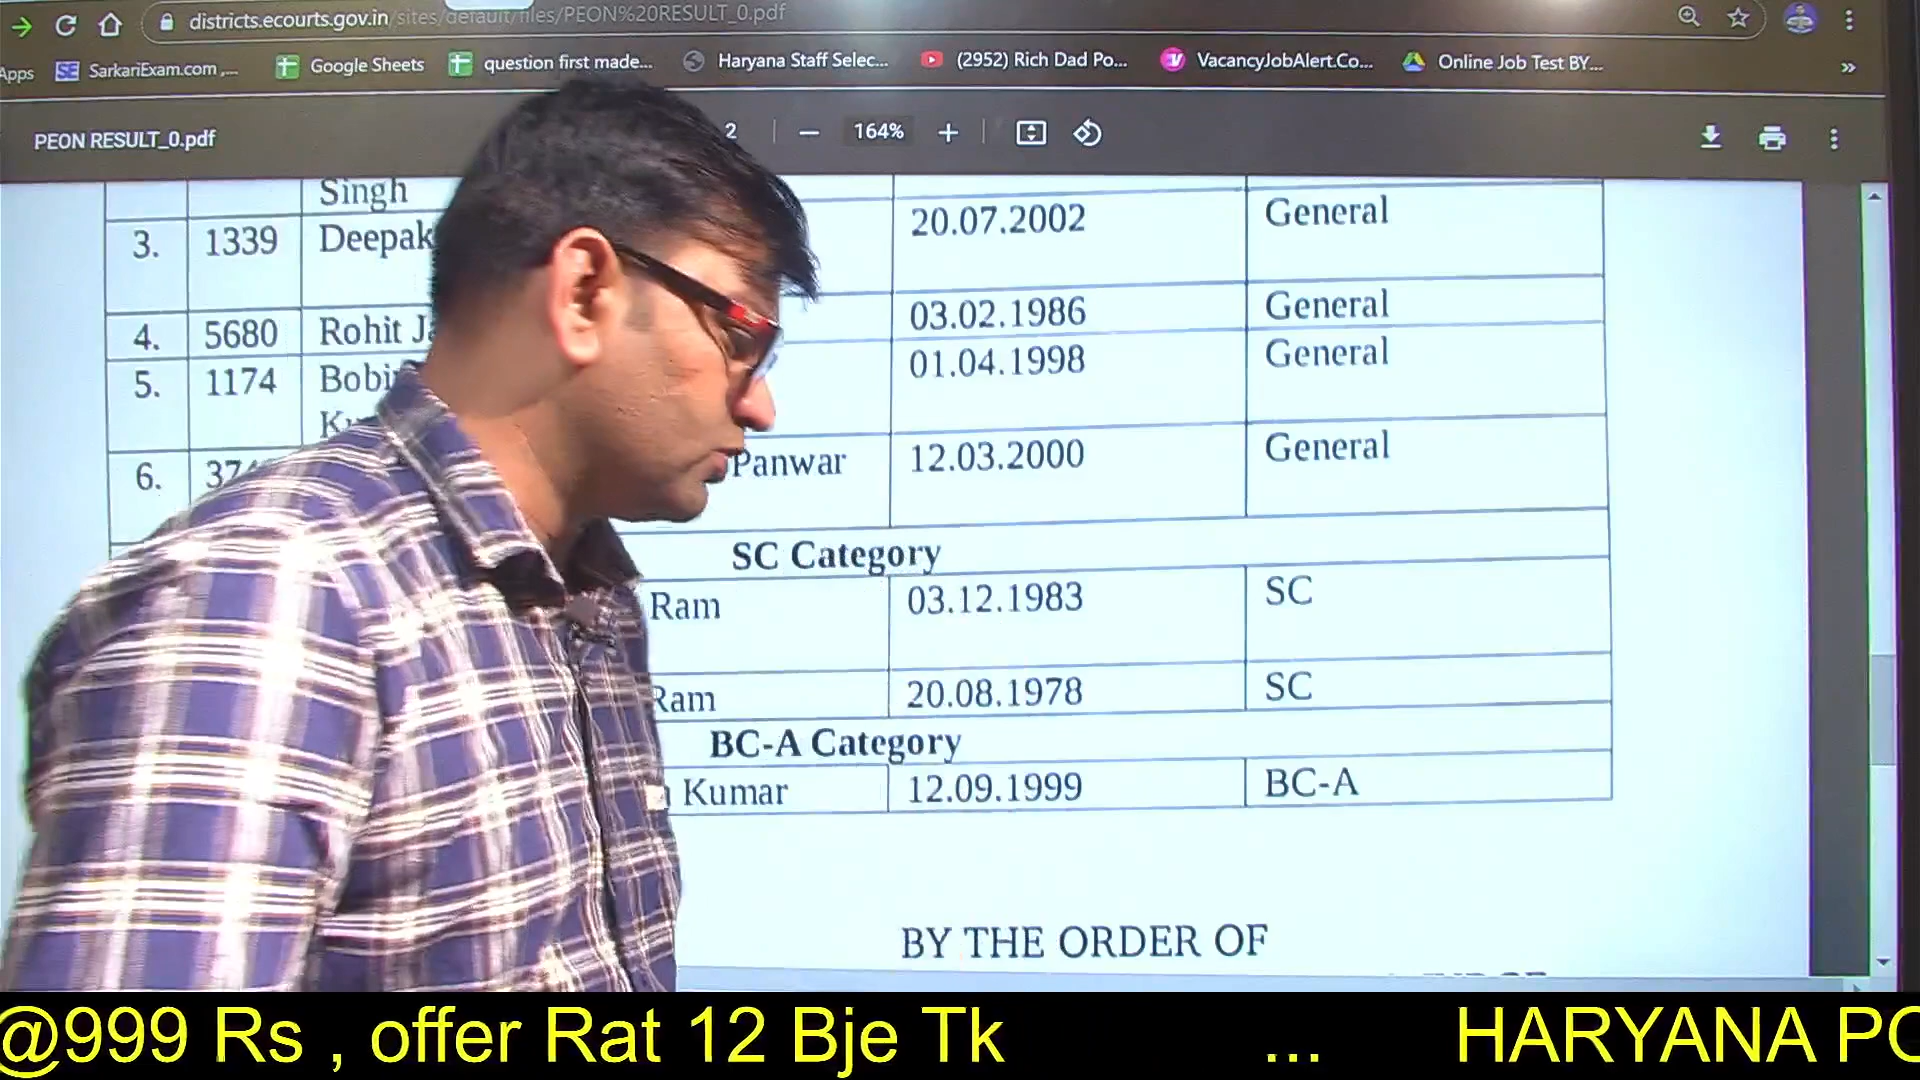 districts.ecourts.gov.in/sites/default/files/PEON%20RESULT_0.pdf
Apps SarkariExam.com ,... Google Sheets question first made... Haryana Staff Selec... (2952) Rich Dad Po... VacancyJobAlert.Co... Online Job Test BY... »
PEON RESULT_0.pdf 2 164%
Singh
3. 1339 Deepak 20.07.2002 General
4. 5680 Rohit 03.02.1986 General
5. 1174 01.04.1998 General
6. Panwar 12.03.2000 General
SC Category
Ram 03.12.1983 SC
Ram 20.08.1978 SC
BC-A Category
Kumar 12.09.1999 BC-A
BY THE ORDER OF
@999 Rs , offer Rat 12 Bje Tk ... HARYANA